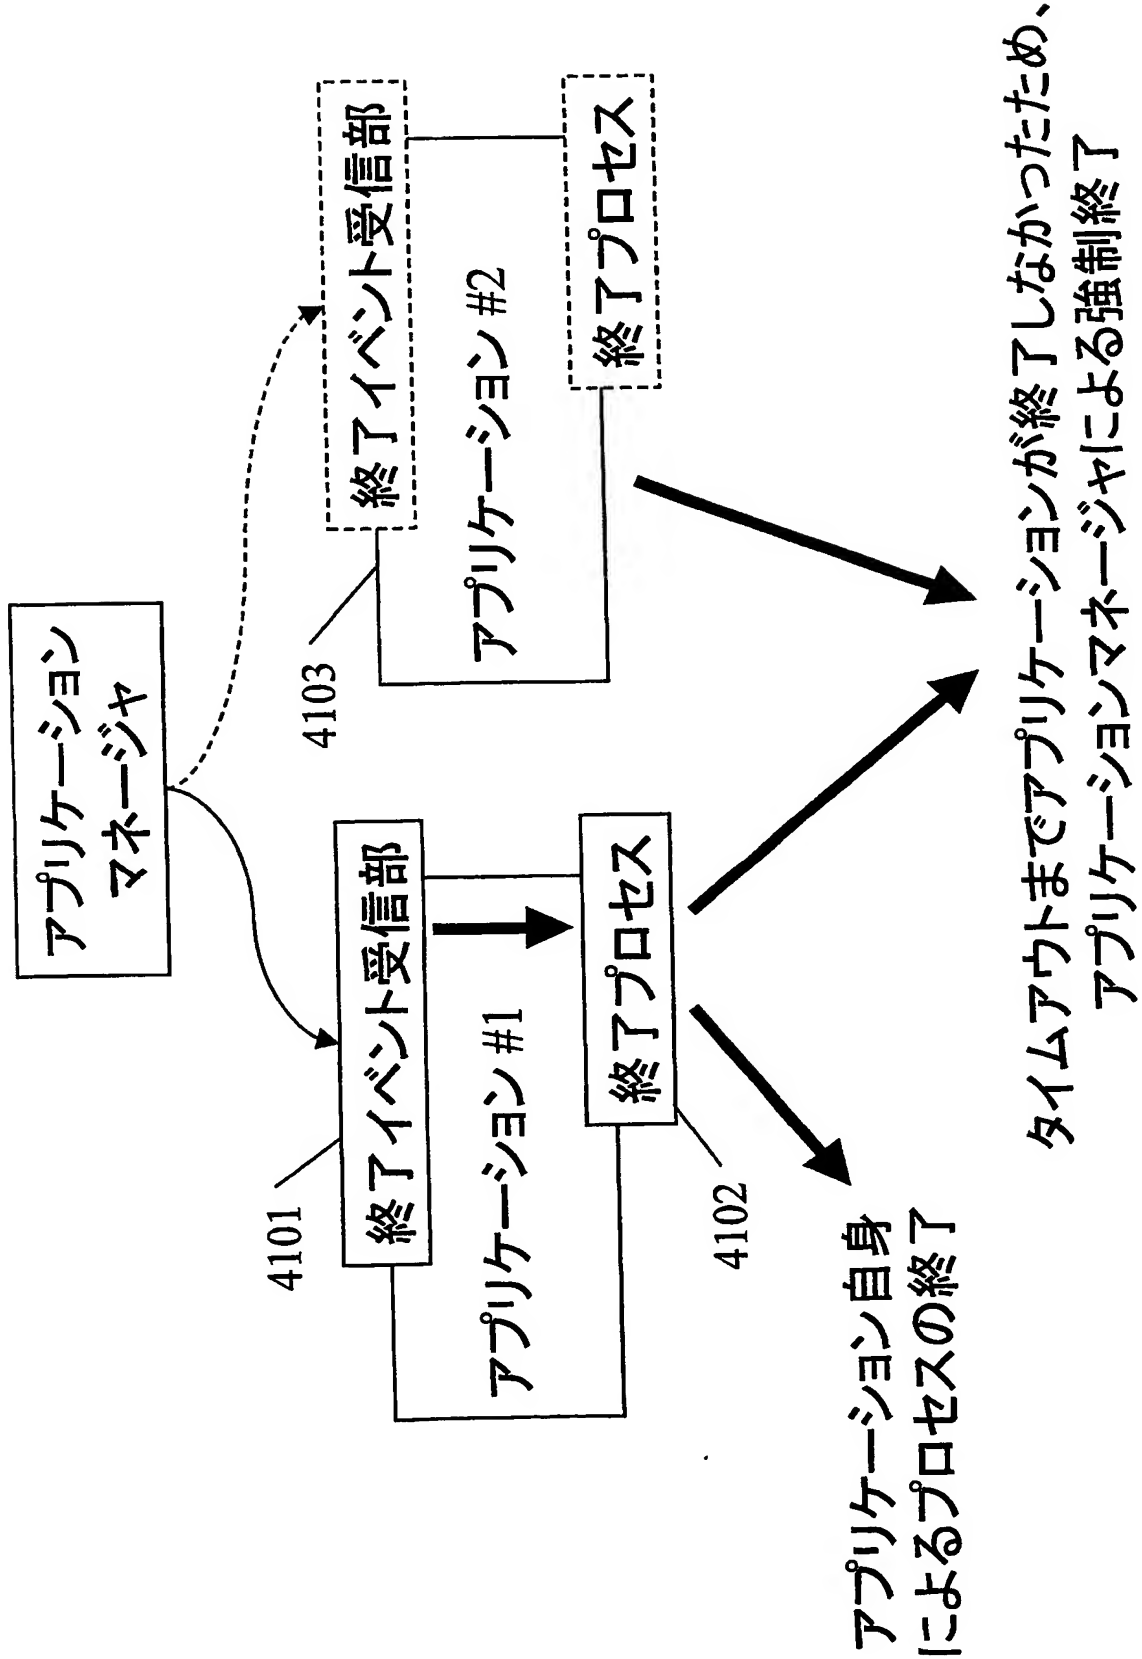 アプリケーション
マネージャ
4101
終了イベント受信部
アプリケーション #1
終了プロセス
4102
4103
終了イベント受信部
アプリケーション #2
終了プロセス
アプリケーション自身
によるプロセスの終了
タイムアウトまでアプリケーションが終了しなかったため、
アプリケーションマネージャによる強制終了